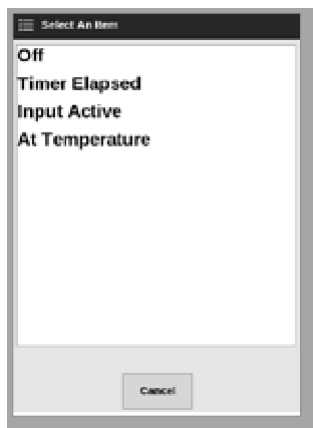 Select An Item
Off
Timer Elapsed
Input Active
At Temperature
Cancel